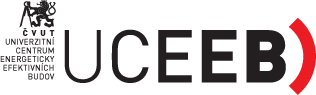 ČVUT
UNIVERZITNÍ
CENTRUM
ENERGETICKY
EFEKTIVNÍCH
BUDOV
UCEEB